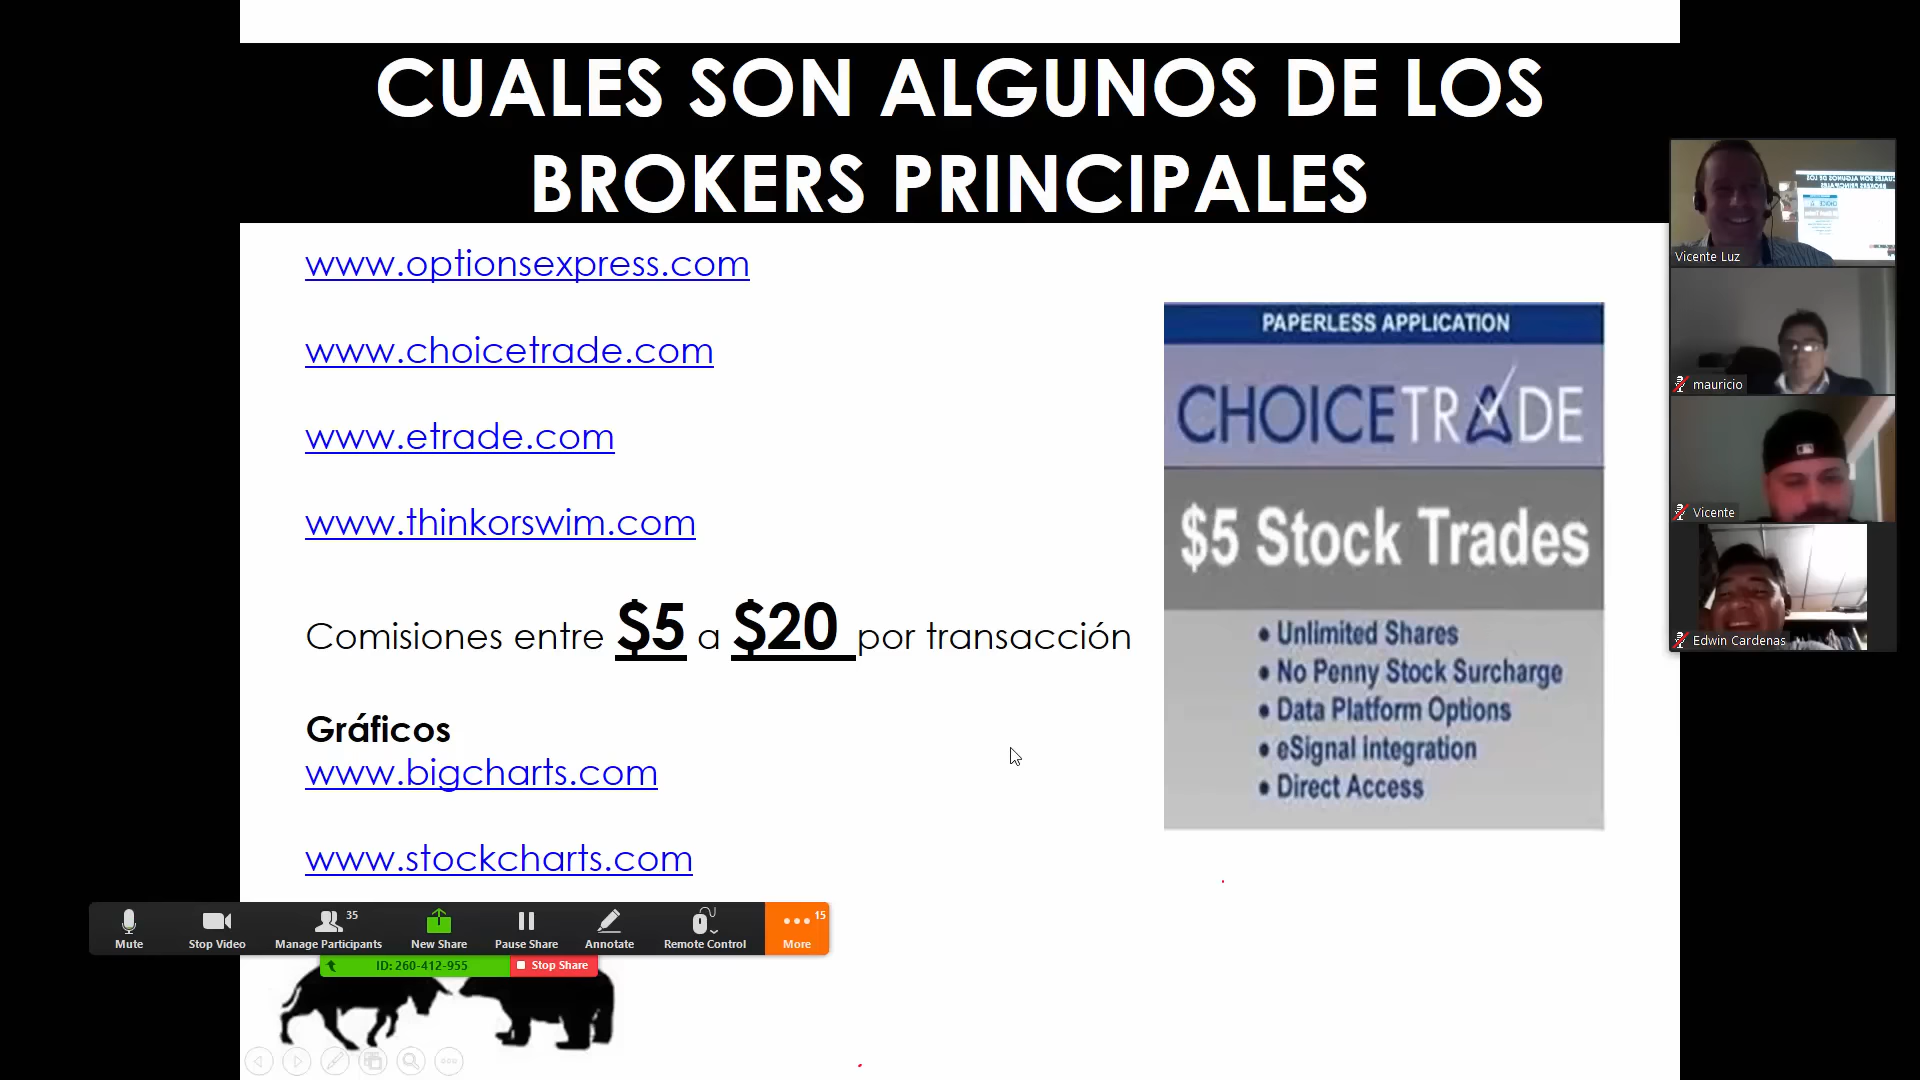 CUALES SON ALGUNOS DE LOS
BROKERS PRINCIPALES
www.optionsexpress.com
www.choicetrade.com
www.etrade.com
www.thinkorswim.com
Comisiones entre $5 a $20 por transacción
Gráficos
www.bigcharts.com
www.stockcharts.com
PAPERLESS APPLICATION
CHOICETRADE
$5 Stock Trades
• Unlimited Shares
• No Penny Stock Surcharge
• Data Platform Options
• eSignal integration
• Direct Access
Vicente Luz
mauricio
Vicente
Edwin Cardenas
Mute
Stop Video
35
Manage Participants
New Share
Pause Share
Annotate
Remote Control
15
More
ID: 260-412-955
Stop Share